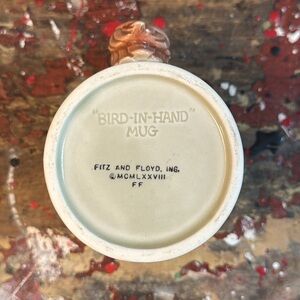 "BIRD-IN-HAND"
MUG
FITZ AND FLOYD, INC.
©MCMLXXVIII
FF